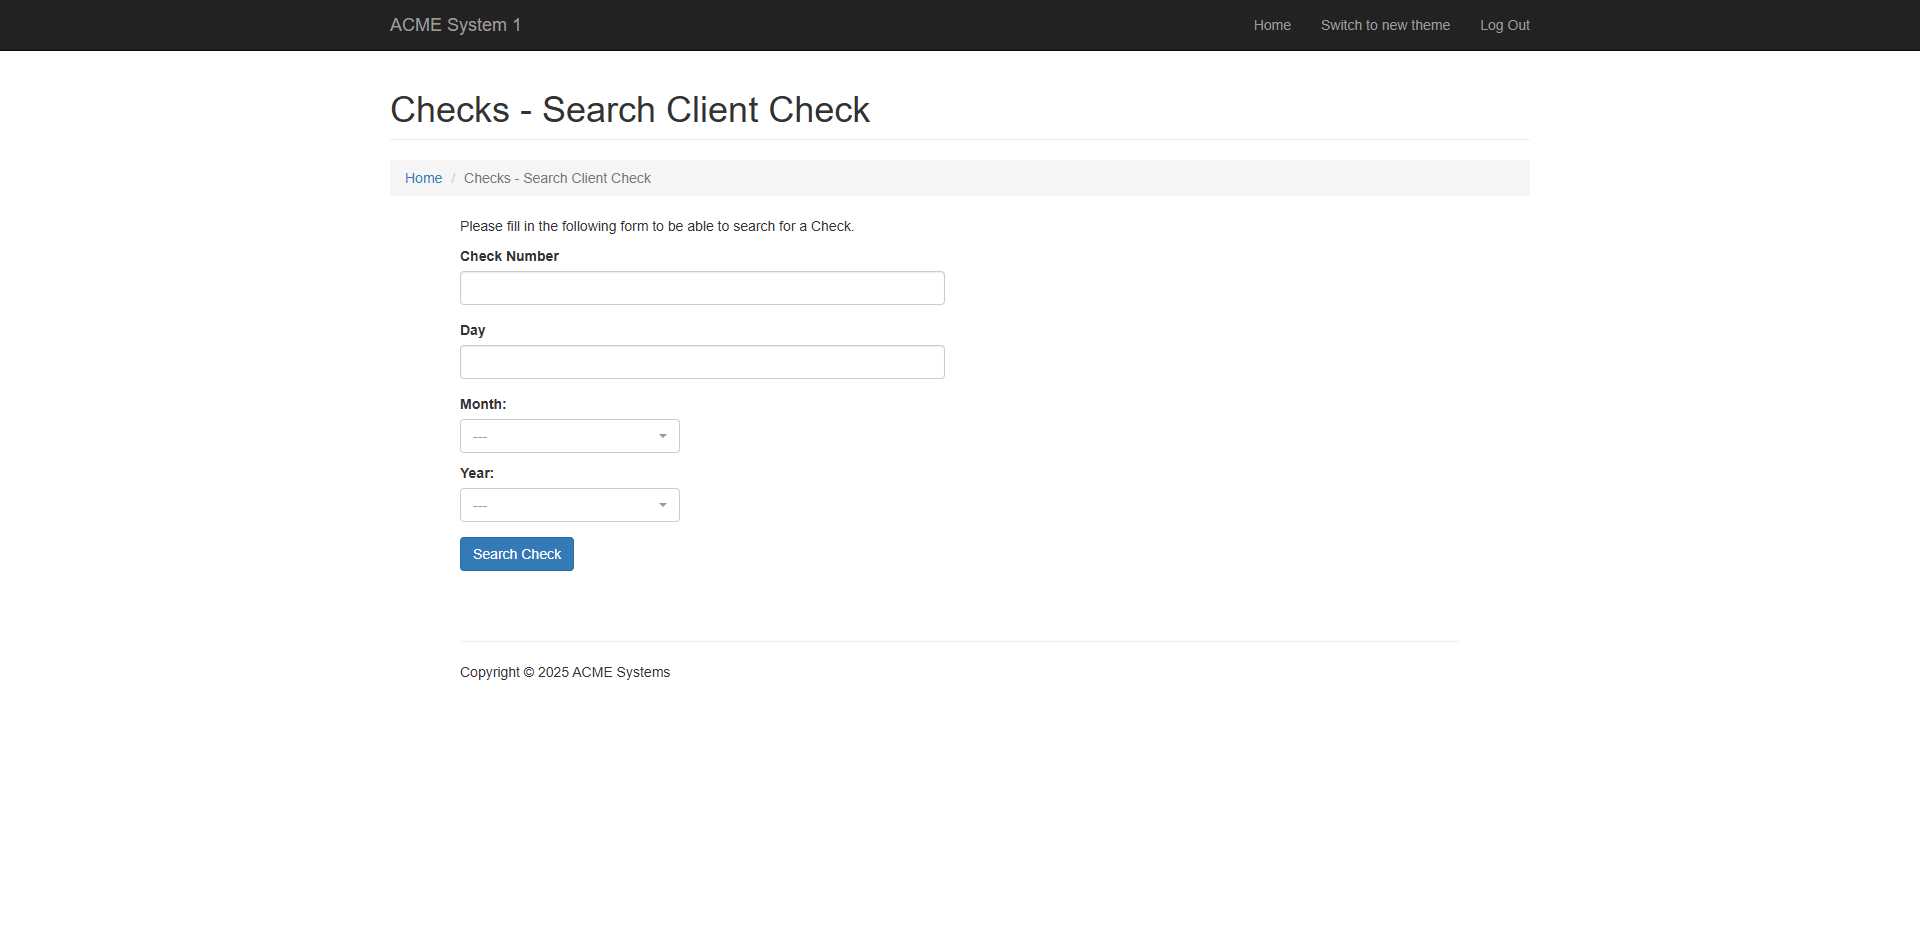 ACME System 1
Home
Switch to new theme
Log Out
Checks - Search Client Check
Home / Checks - Search Client Check
Please fill in the following form to be able to search for a Check.
Check Number
Day
Month:
---
Year:
---
Search Check
Copyright © 2025 ACME Systems